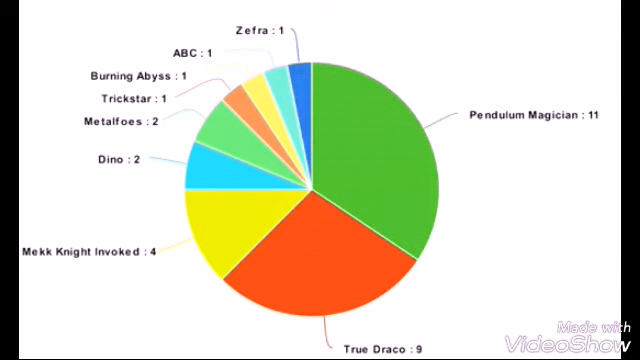 Zefra : 1
ABC : 1
Burning Abyss : 1
Trickstar : 1
Metalfoes : 2
Dino : 2
Pendulum Magician : 11
Mekk Knight Invoked : 4
True Draco : 9
Made with
VideoShow